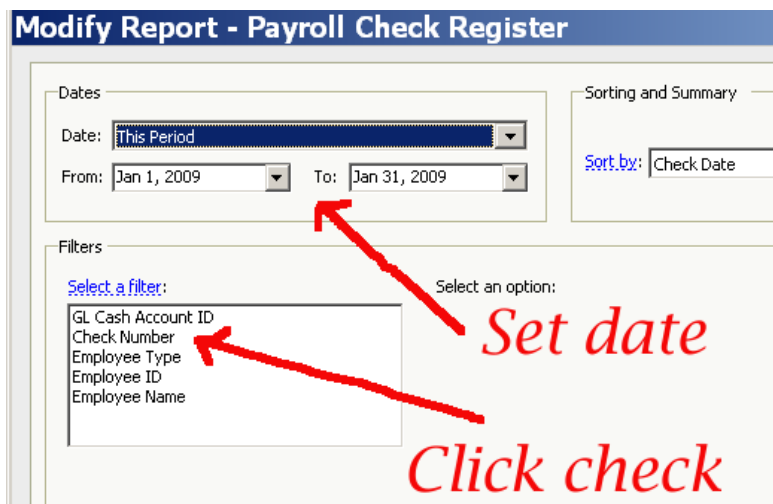 Modify Report - Payroll Check Register
Dates
Date: This Period
From: Jan 1, 2009 To: Jan 31, 2009
Sorting and Summary
Sort by: Check Date
Filters
Select a filter:
GL Cash Account ID
Check Number
Employee Type
Employee ID
Employee Name
Select an option:
Set date
Click check